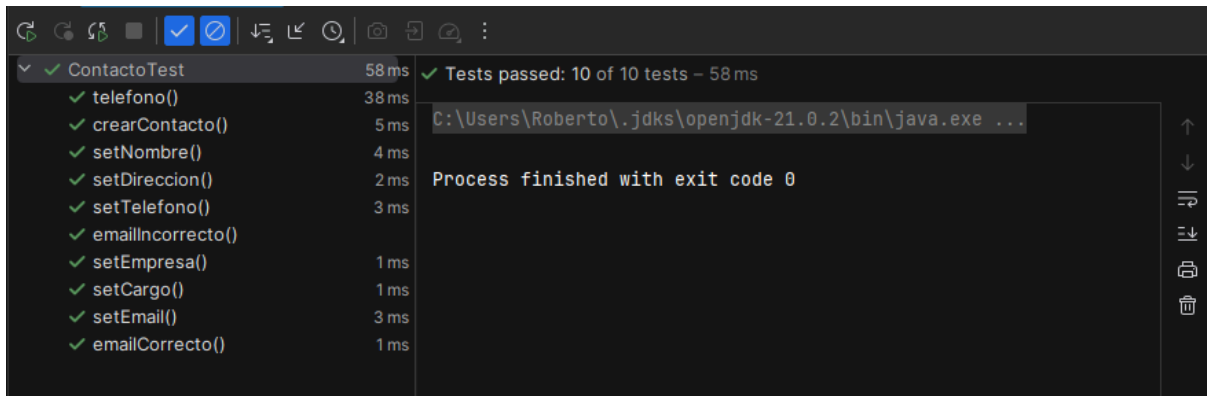 ContactoTest 58 ms
telefono() 38 ms
crearContacto() 5 ms
setNombre() 4 ms
setDireccion() 2 ms
setTelefono() 3 ms
emailIncorrecto()
setEmpresa() 1 ms
setCargo() 1 ms
setEmail() 3 ms
emailCorrecto() 1 ms
Tests passed: 10 of 10 tests – 58 ms
C:\Users\Roberto\.jdks\openjdk-21.0.2\bin\java.exe ...
Process finished with exit code 0